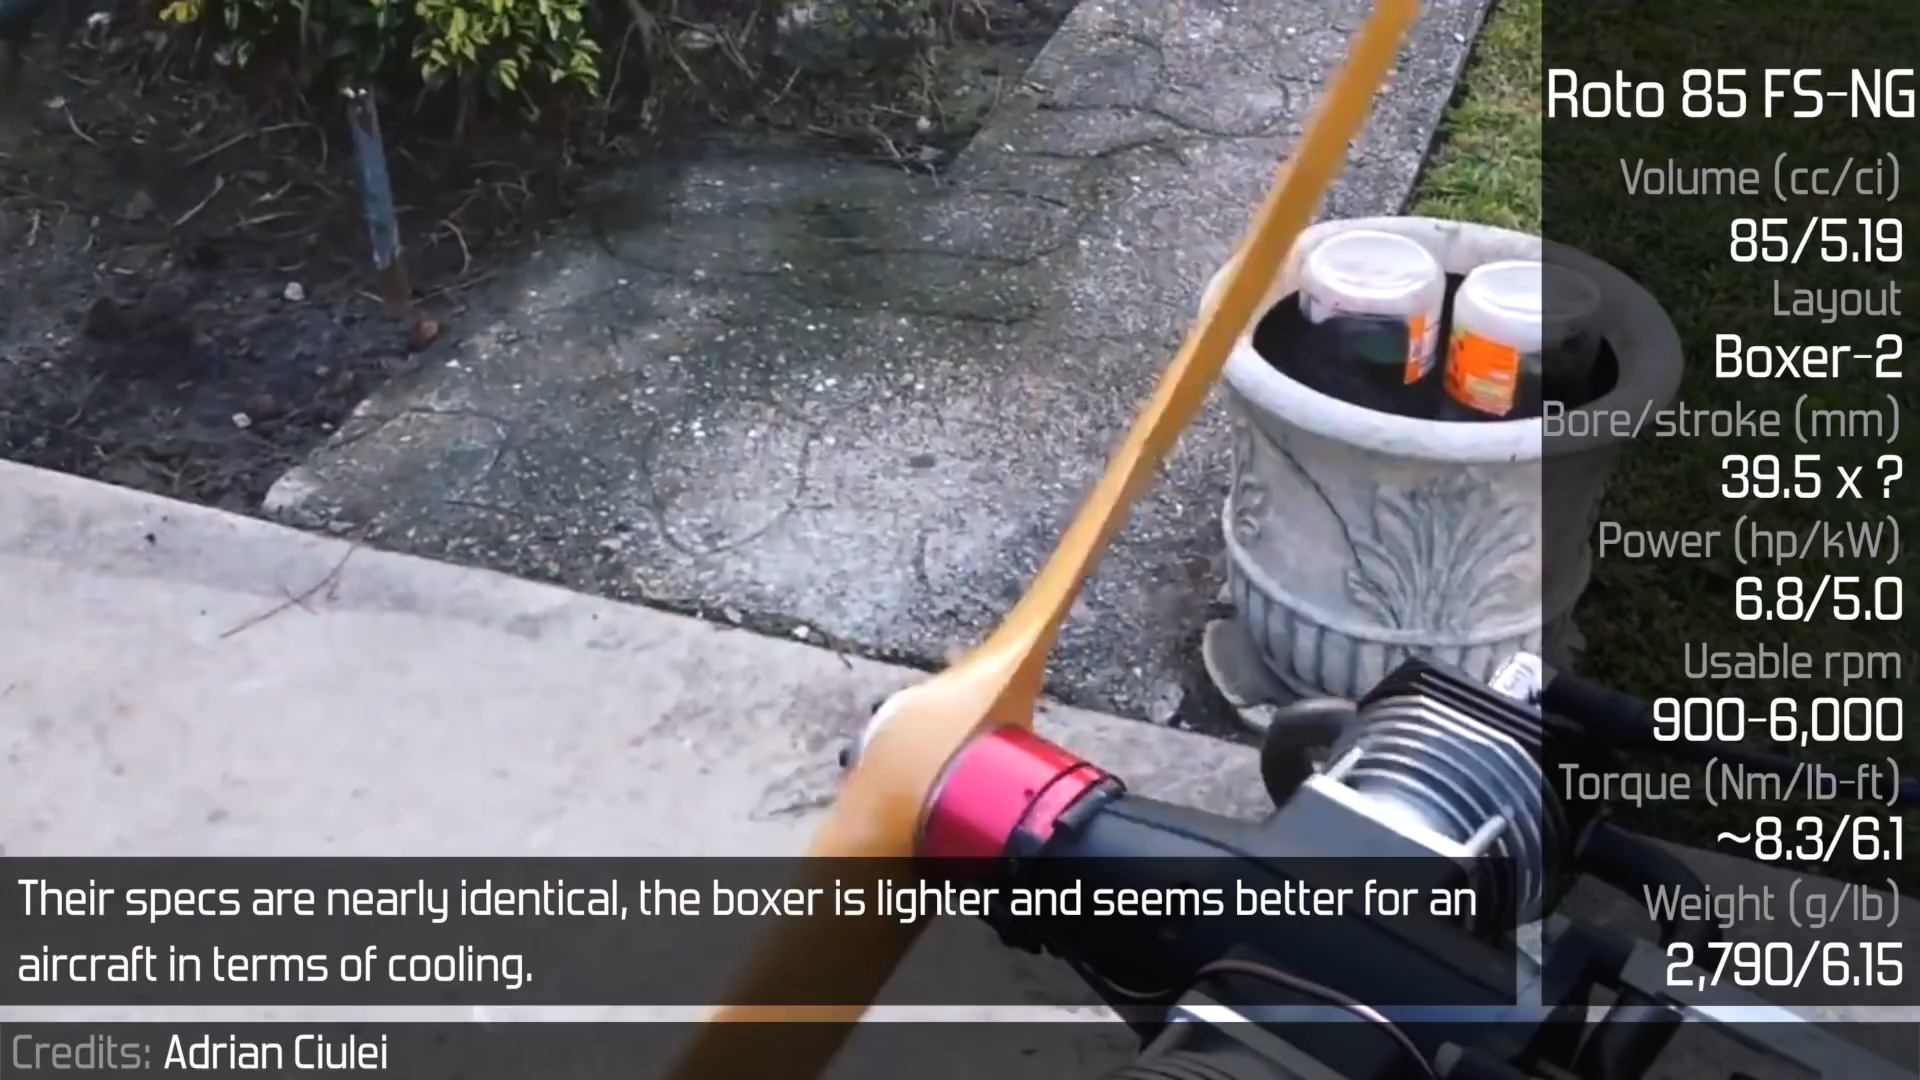 Roto 85 FS-NG
Volume (cc/ci)
85/5.19
Layout
Boxer-2
Bore/stroke (mm)
39.5 x ?
Power (hp/kW)
6.8/5.0
Usable rpm
900-6,000
Torque (Nm/lb-ft)
~8.3/6.1
Weight (g/lb)
2,790/6.15
Their specs are nearly identical, the boxer is lighter and seems better for an
aircraft in terms of cooling.
Credits: Adrian Ciulei